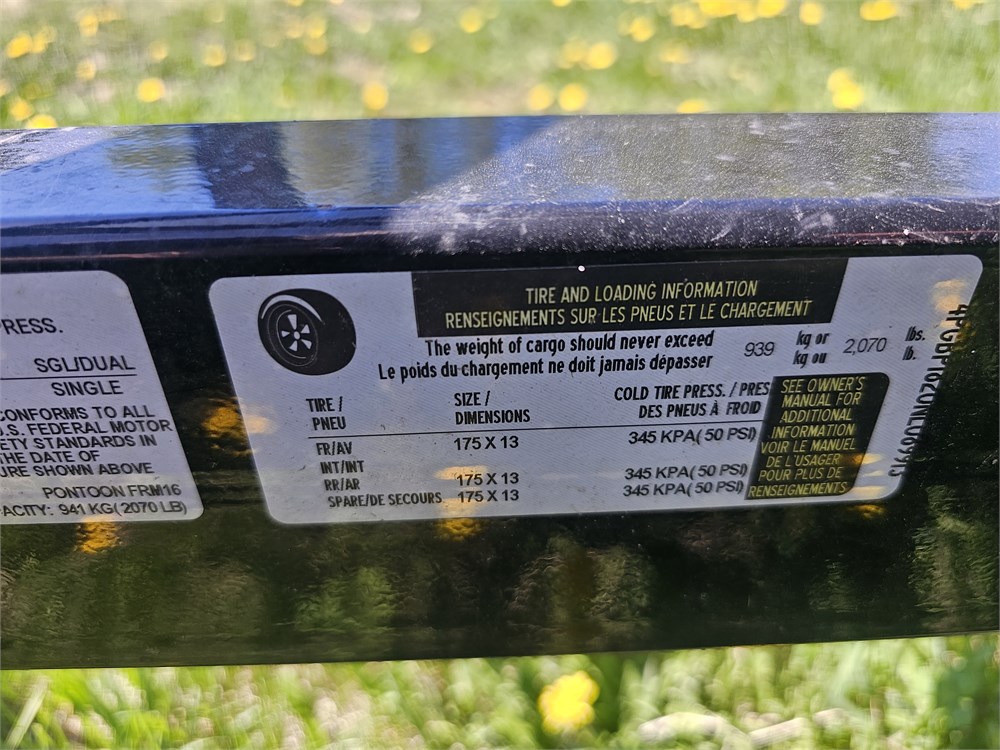 RESS.
SGL/DUAL
SINGLE
CONFORMS TO ALL
U.S. FEDERAL MOTOR
ETY STANDARDS IN
THE DATE OF
URE SHOWN ABOVE
PONTOON FRM16
ACITY: 941 KG( 2070 LB)
TIRE AND LOADING INFORMATION
RENSEIGNEMENTS SUR LES PNEUS ET LE CHARGEMENT
The weight of cargo should never exceed 939 kg or 2,070 lbs.
Le poids du chargement ne doit jamais dépasser kg ou lb.
TIRE / SIZE / COLD TIRE PRESS. / PRES
PNEU DIMENSIONS DES PNEUS À FROID
FR/AV 175 X 13 345 KPA( 50 PSI)
INT/INT
RR/AR 175 X 13 345 KPA( 50 PSI)
SPARE/DE SECOURS 175 X 13 345 KPA( 50 PSI)
SEE OWNER'S
MANUAL FOR
ADDITIONAL
INFORMATION
VOIR LE MANUEL
DE L'USAGER
POUR PLUS DE
RENSEIGNEMENTS